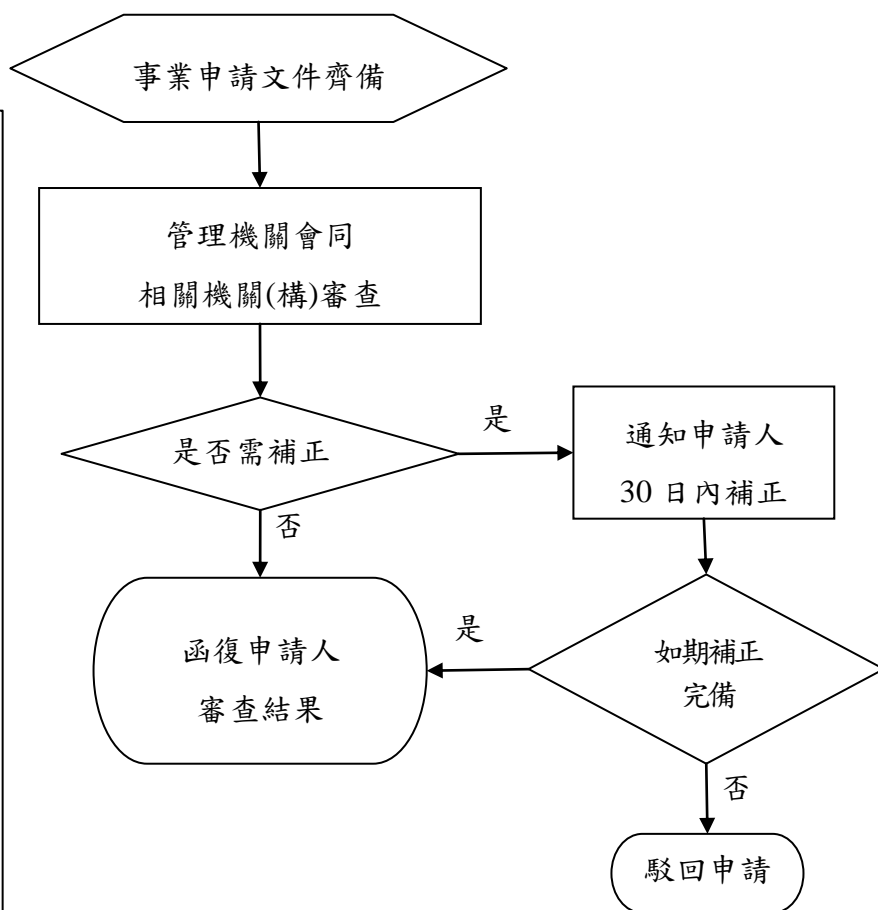 事業申請文件齊備
管理機關會同
相關機關(構)審查
是否需補正
是
通知申請人
30 日內補正
否
函復申請人
審查結果
是
如期補正
完備
否
駁回申請